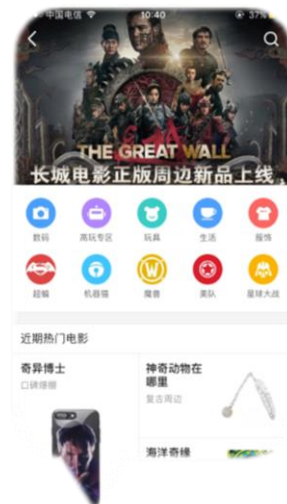 中国电信
10:40
37%
THE GREAT WALL
长城电影正版周边新品上线
数码
高玩专区
玩具
生活
服饰
超蝠
机器猫
魔兽
美队
星球大战
近期热门电影
奇异博士
口碑爆棚
神奇动物在
哪里
复古周边
海洋奇缘